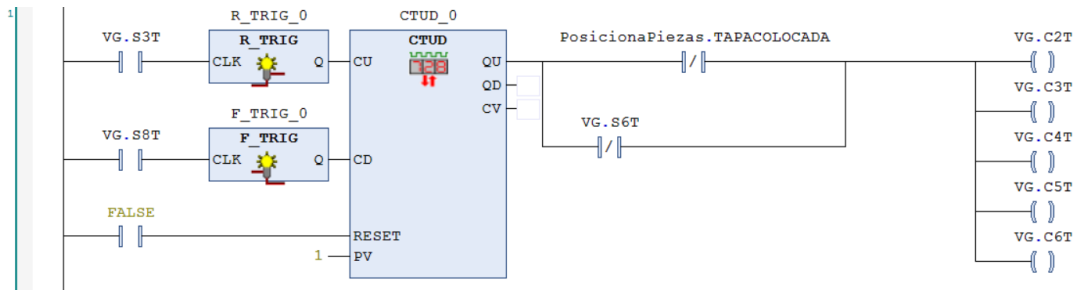 1
R_TRIG_0 CTUD_0
VG.S3T R_TRIG CTUD PosicionaPiezas.TAPACOLOCADA VG.C2T
CLK Q CU QU
QD VG.C3T
F_TRIG_0 CV
VG.S8T F_TRIG VG.S6T VG.C4T
CLK Q CD
VG.C5T
FALSE
RESET VG.C6T
1 PV